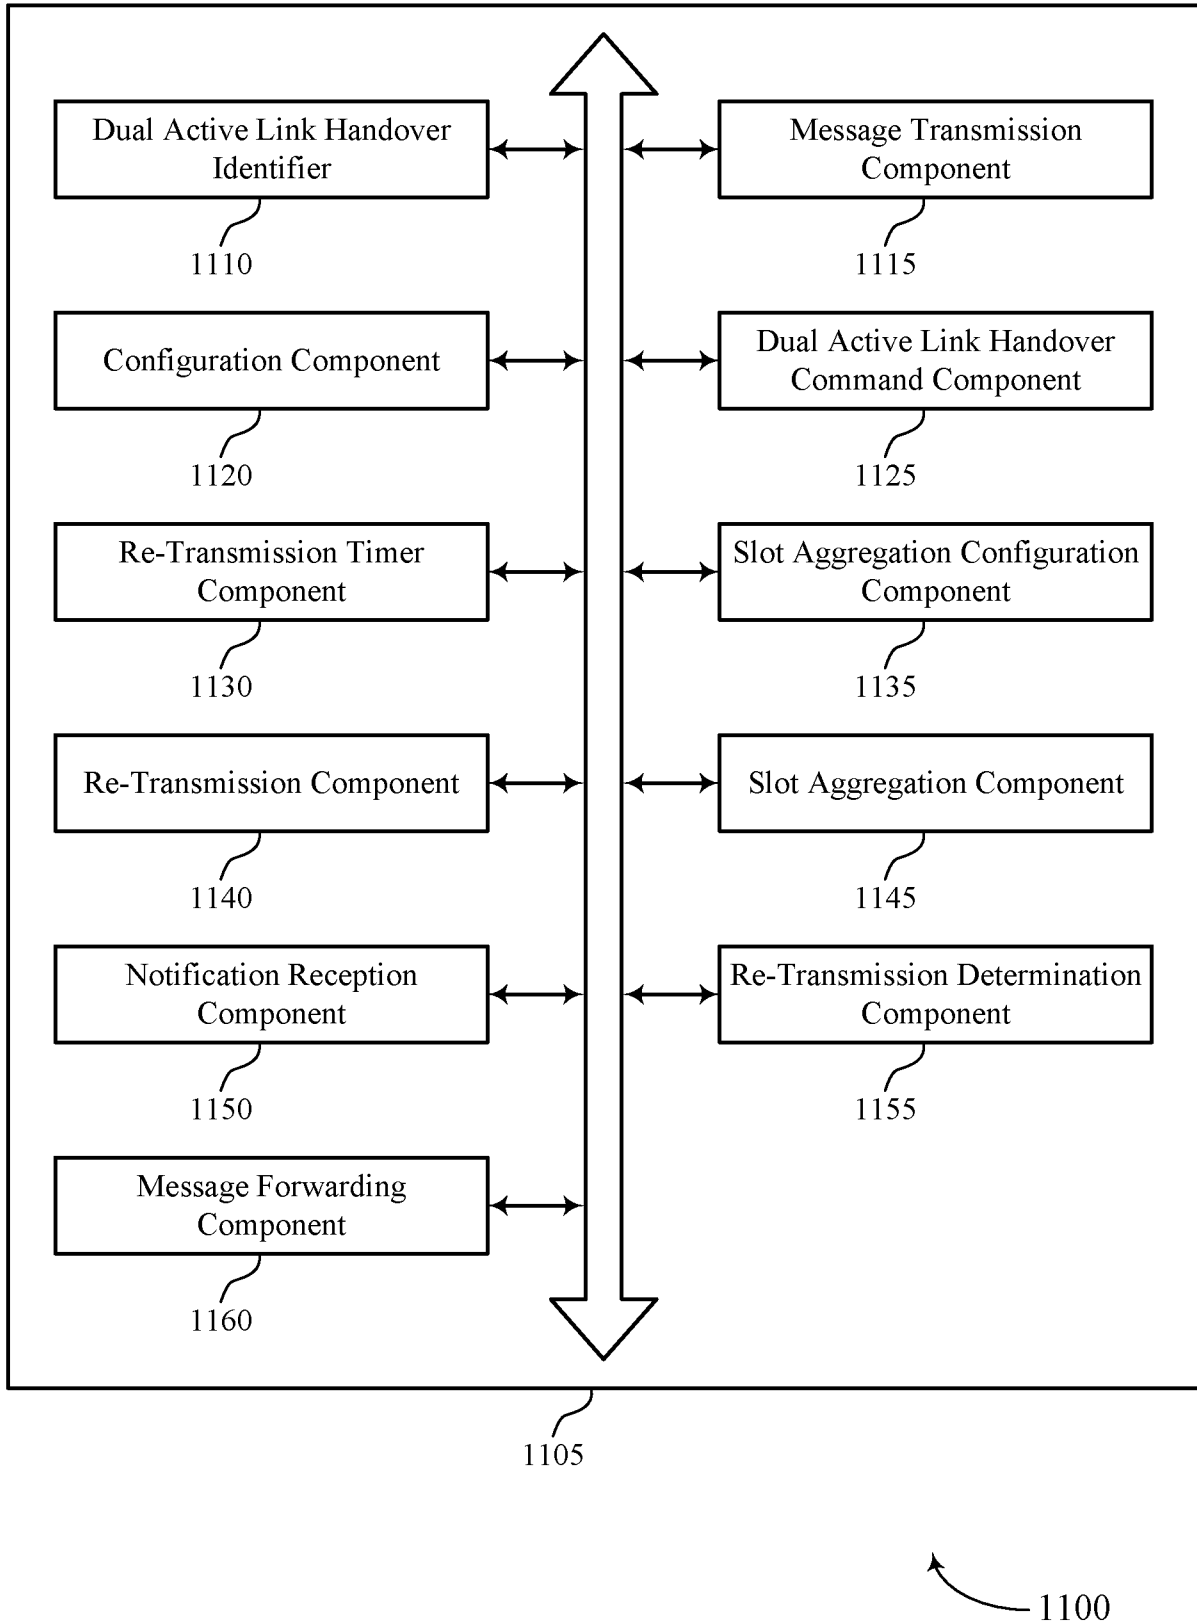 Dual Active Link Handover
Identifier
1110
Message Transmission
Component
1115
Configuration Component
1120
Dual Active Link Handover
Command Component
1125
Re-Transmission Timer
Component
1130
Slot Aggregation Configuration
Component
1135
Re-Transmission Component
1140
Slot Aggregation Component
1145
Notification Reception
Component
1150
Re-Transmission Determination
Component
1155
Message Forwarding
Component
1160
1105
1100